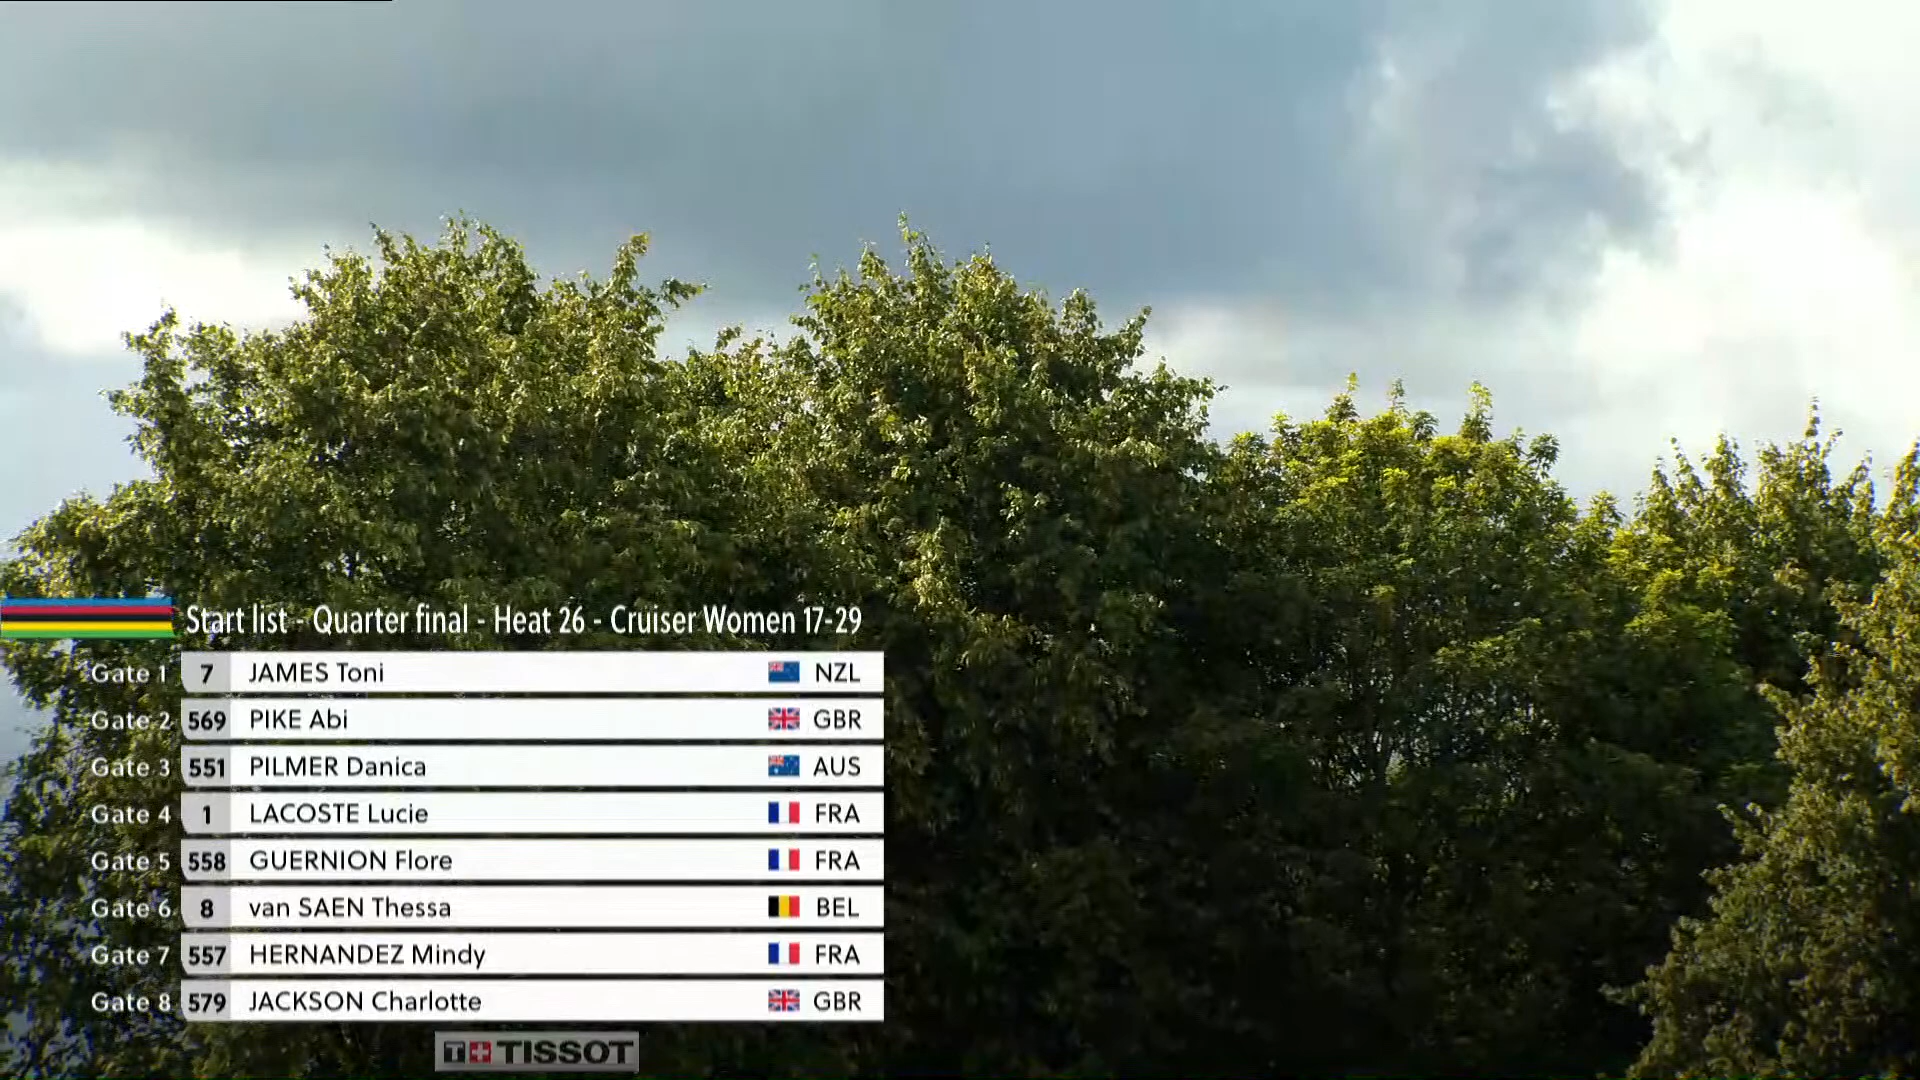 Start list - Quarter final - Heat 26 - Cruiser Women 17-29
Gate 1 7 JAMES Toni NZL
Gate 2 569 PIKE Abi GBR
Gate 3 551 PILMER Danica AUS
Gate 4 1 LACOSTE Lucie FRA
Gate 5 558 GUERNION Flore FRA
Gate 6 8 van SAEN Thessa BEL
Gate 7 557 HERNANDEZ Mindy FRA
Gate 8 579 JACKSON Charlotte GBR
T+ TISSOT